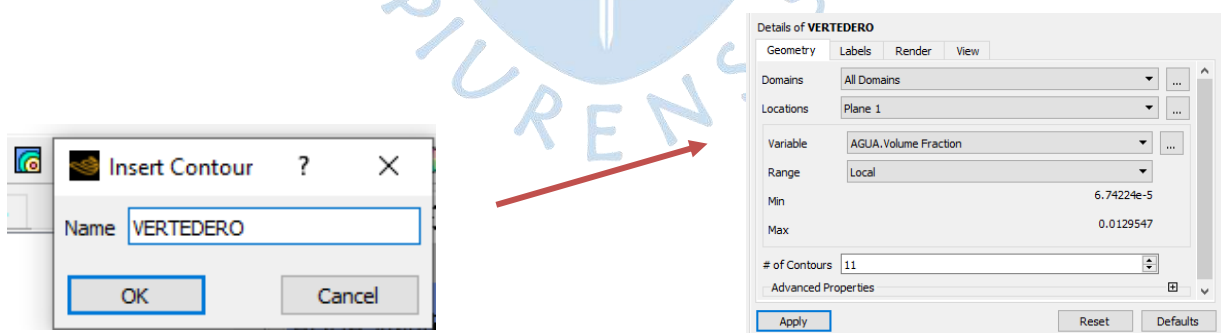 PIURENS
Insert Contour ? ×
Name VERTEDERO
OK Cancel
Details of VERTEDERO
Geometry Labels Render View
Domains All Domains ...
Locations Plane 1 ...
Variable AGUA.Volume Fraction ...
Range Local
Min 6.74224e-5
Max 0.0129547
# of Contours 11
Advanced Properties
Apply Reset Defaults